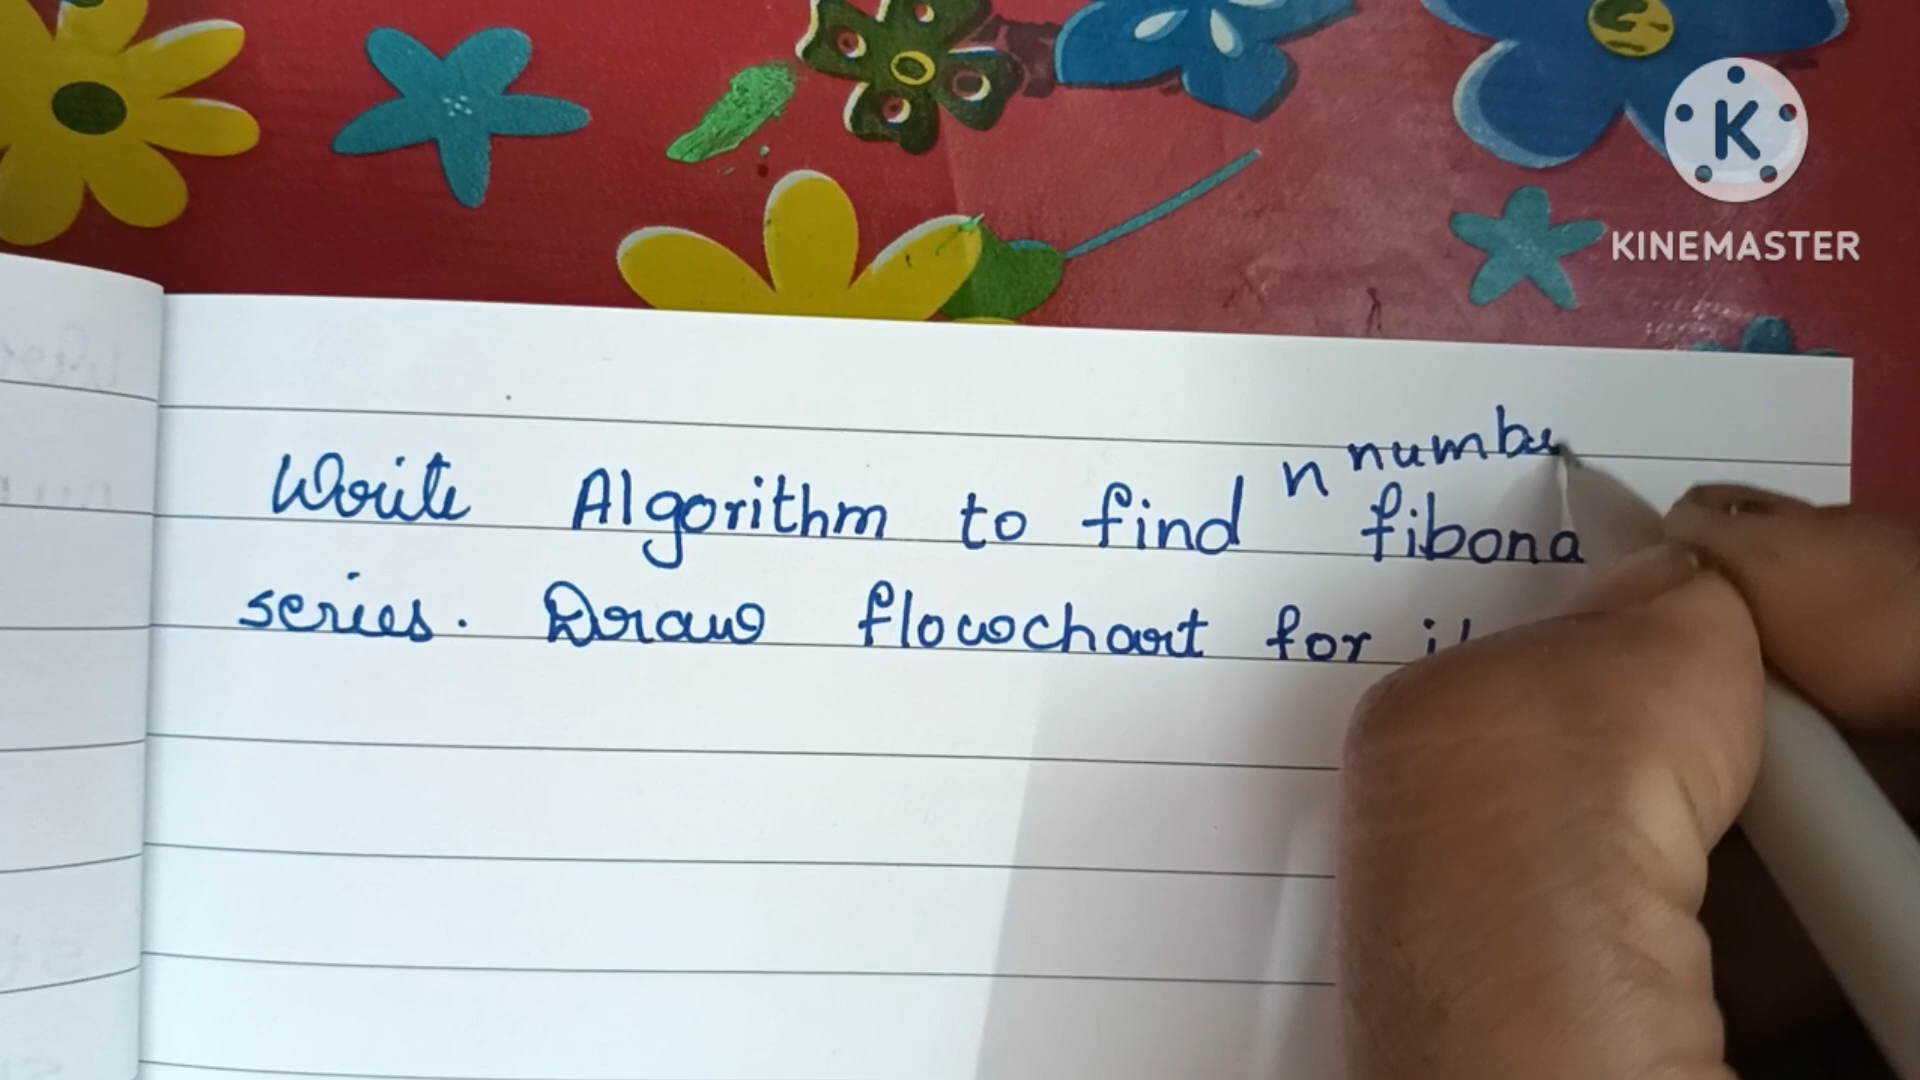 K
KINEMASTER
n number
Write Algorithm to find fibona
series. Draw flowchart for